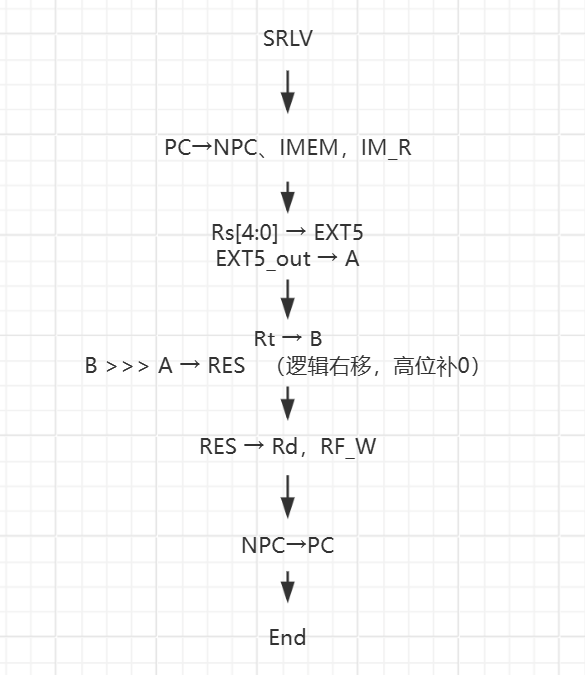 SRLV
PC→NPC、IMEM，IM_R
Rs[4:0] → EXT5
EXT5_out → A
Rt → B
B >>> A → RES （逻辑右移，高位补0）
RES → Rd，RF_W
NPC→PC
End